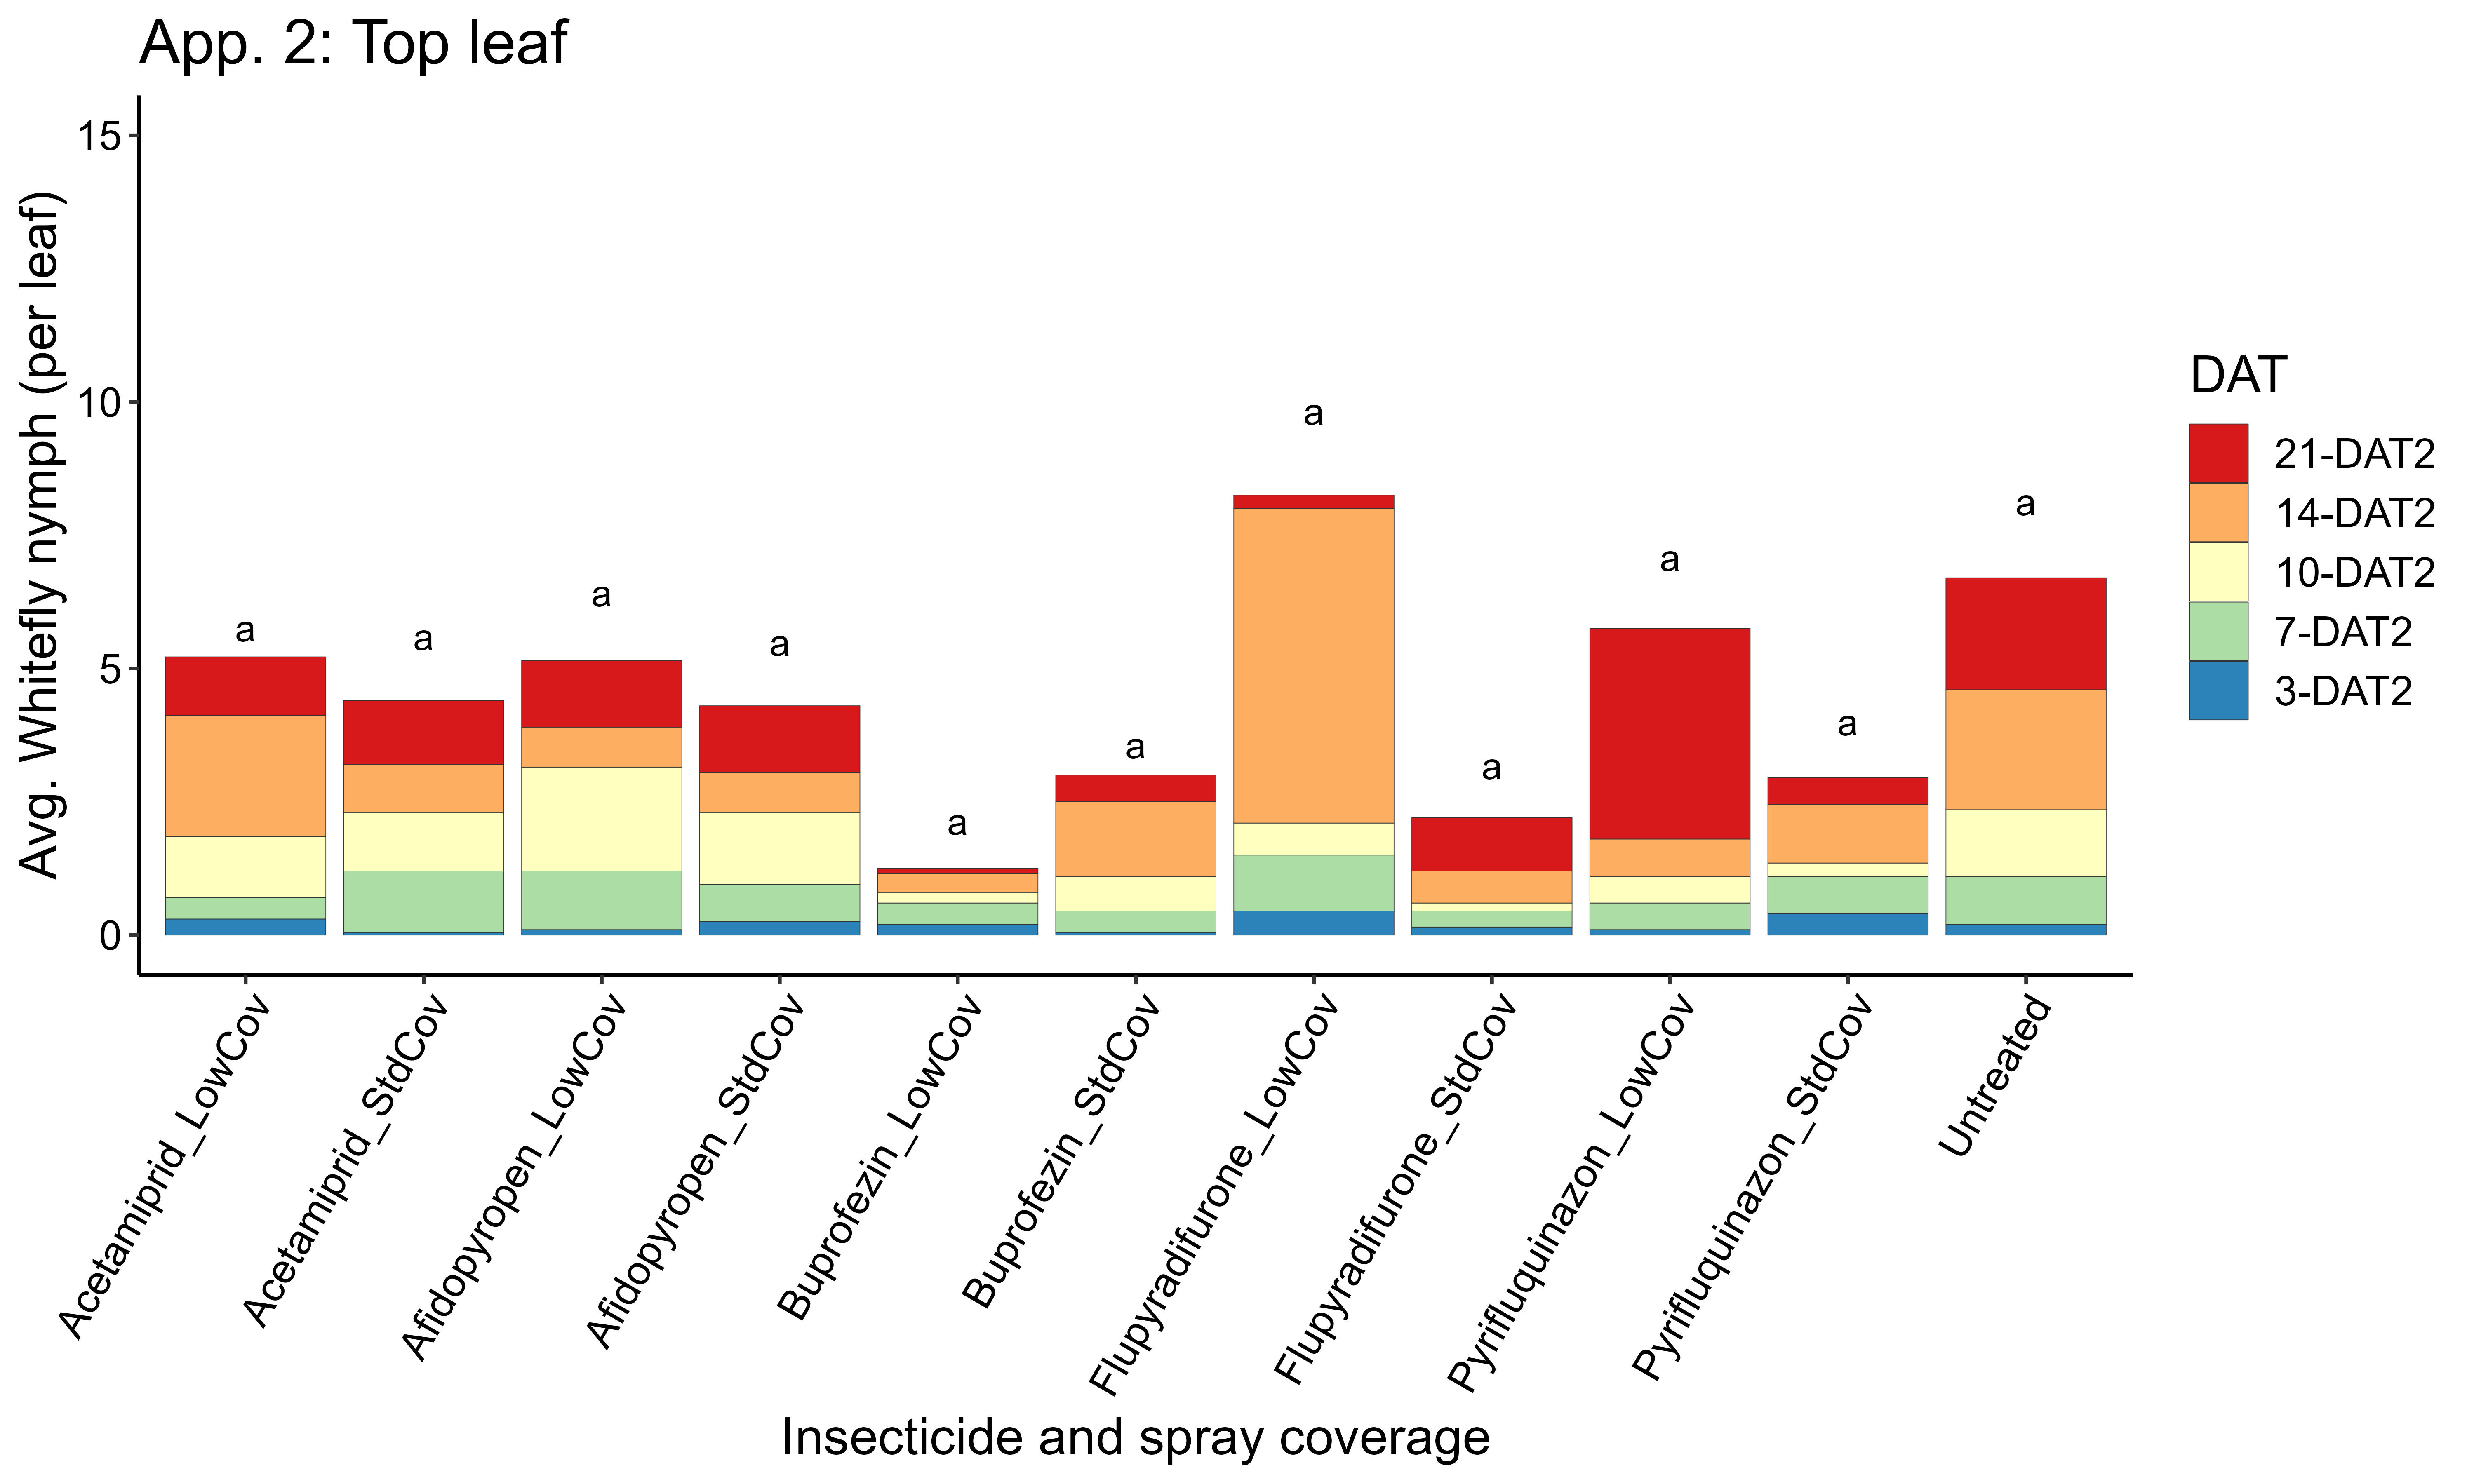 App. 2: Top leaf
Avg. Whitefly nymph (per leaf)
15
10
5
0
a
a
a
a
a
a
a
a
a
a
a
Acetamiprid_LowCov
Acetamiprid_StdCov
Afidopyropen_LowCov
Afidopyropen_StdCov
Buprofezin_LowCov
Buprofezin_StdCov
Flupyradifurone_LowCov
Flupyradifurone_StdCov
Pyrifluquinazon_LowCov
Pyrifluquinazon_StdCov
Untreated
Insecticide and spray coverage
DAT
21-DAT2
14-DAT2
10-DAT2
7-DAT2
3-DAT2